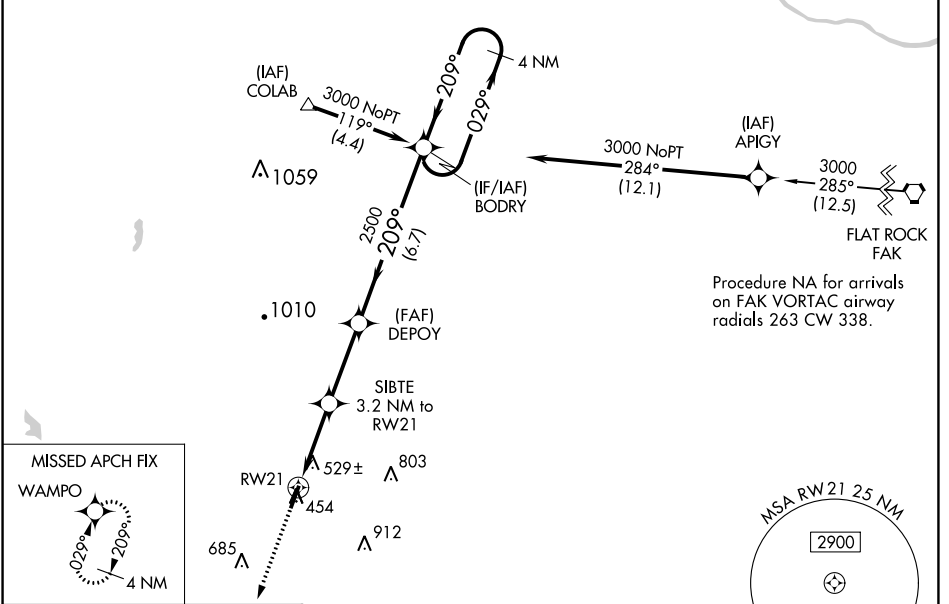 4 NM
209°
029°
(IAF)
COLAB
3000 NoPT
119°
(4.4)
1059
(IF/IAF)
BODRY
3000 NoPT
284°
(12.1)
(IAF)
APIGY
3000
285°
(12.5)
FLAT ROCK
FAK
Procedure NA for arrivals
on FAK VORTAC airway
radials 263 CW 338.
2500
209°
(6.7)
1010
(FAF)
DEPOY
SIBTE
3.2 NM to
RW21
RW21
529±
803
454
912
685
MISSED APCH FIX
WAMPO
029°
209°
4 NM
MSA RW21 25 NM
2900